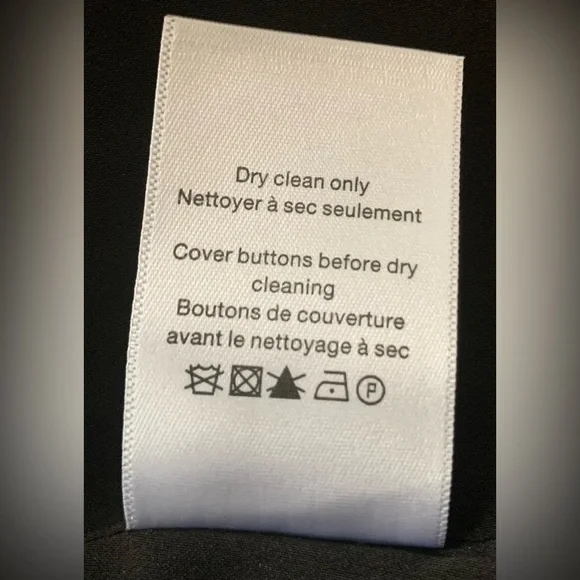 Dry clean only
Nettoyer à sec seulement
Cover buttons before dry
cleaning
Boutons de couverture
avant le nettoyage à sec
P